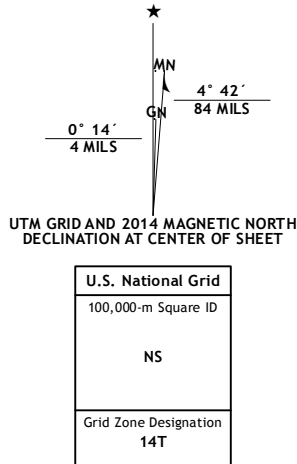 MN
GN
4° 42´
84 MILS
0° 14´
4 MILS
UTM GRID AND 2014 MAGNETIC NORTH
DECLINATION AT CENTER OF SHEET
U.S. National Grid
100,000-m Square ID
NS
Grid Zone Designation
14T